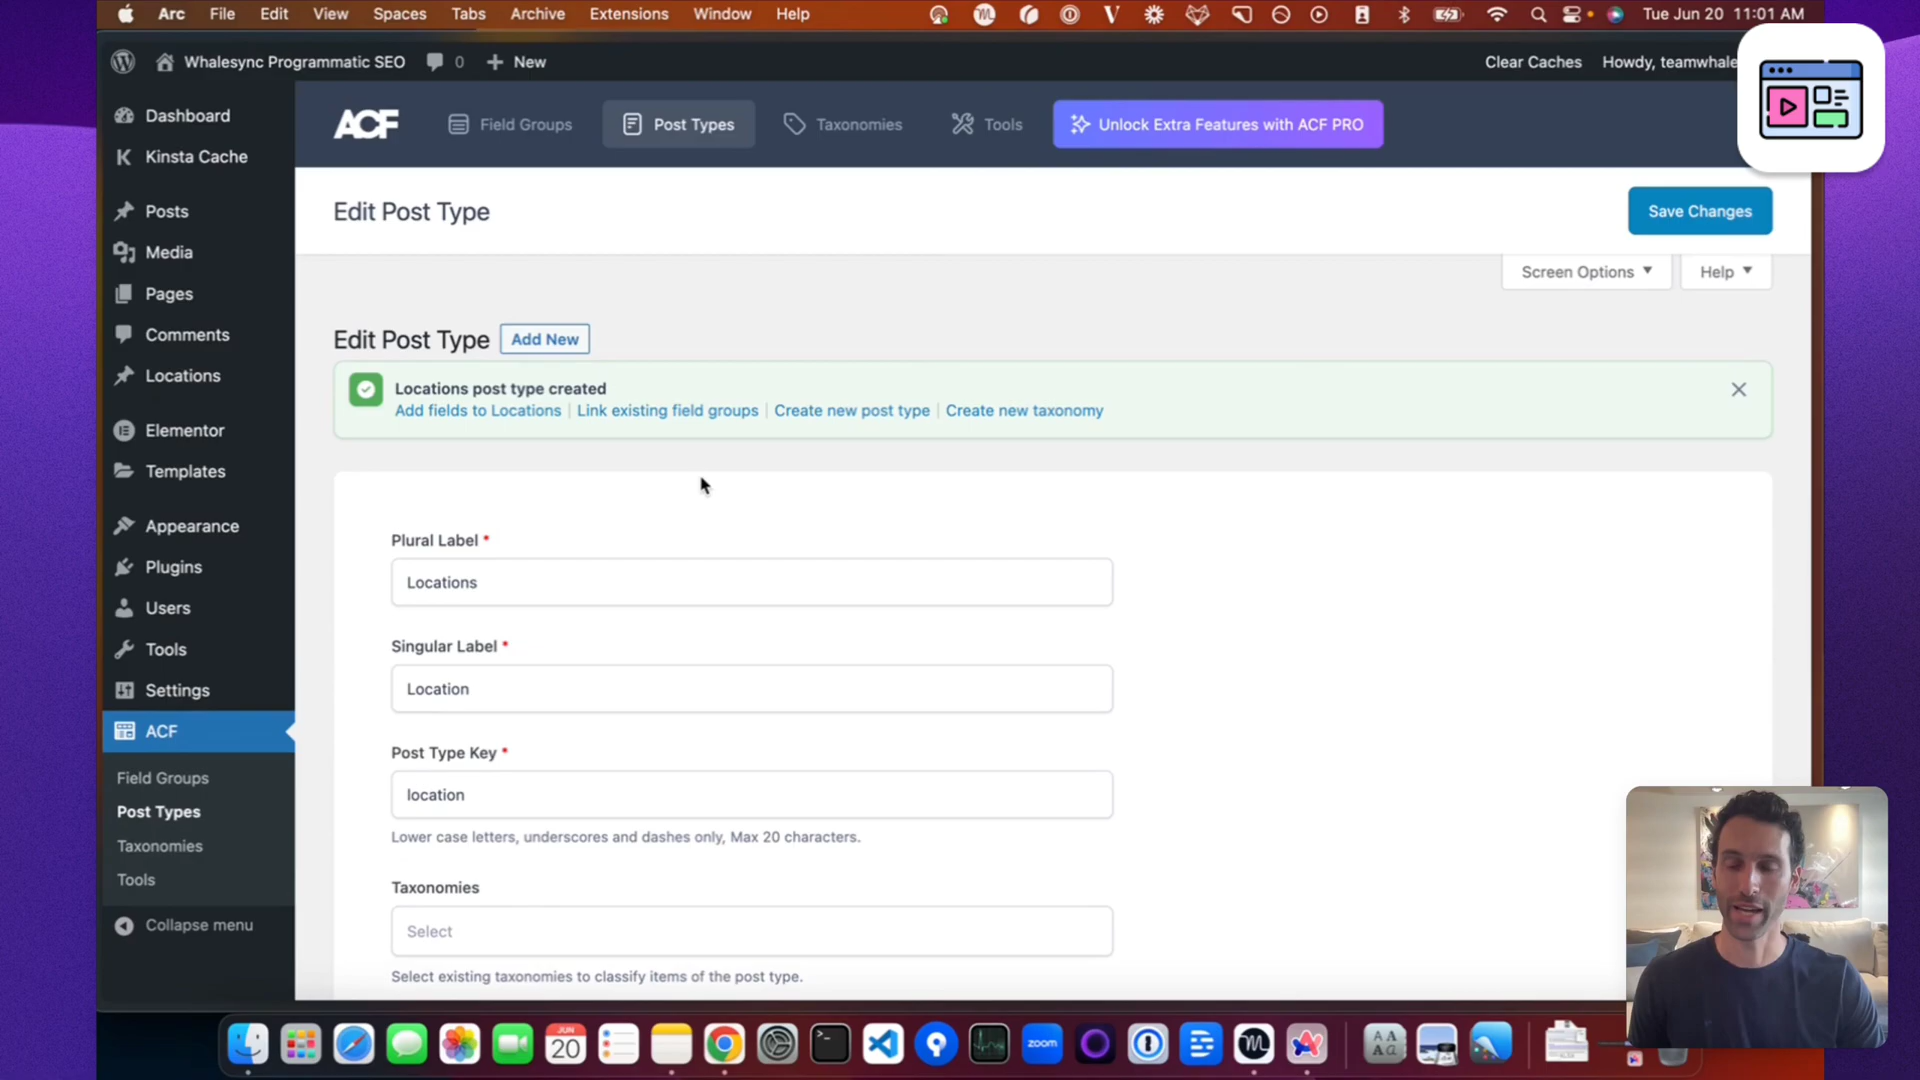 Arc File Edit View Spaces Tabs Archive Extensions Window Help Tue Jun 20 11:01 AM
Whalesync Programmatic SEO 0 New Clear Caches Howdy, teamwhale
Dashboard
Kinsta Cache
Posts
Media
Pages
Comments
Locations
Elementor
Templates
Appearance
Plugins
Users
Tools
Settings
ACF
Field Groups
Post Types
Taxonomies
Tools
Collapse menu
ACF Field Groups Post Types Taxonomies Tools Unlock Extra Features with ACF PRO
Edit Post Type Save Changes
Screen Options Help
Edit Post Type Add New
Locations post type created
Add fields to Locations Link existing field groups Create new post type Create new taxonomy
Plural Label *
Locations
Singular Label *
Location
Post Type Key *
location
Lower case letters, underscores and dashes only, Max 20 characters.
Taxonomies
Select
Select existing taxonomies to classify items of the post type.
JUN
20
zoom